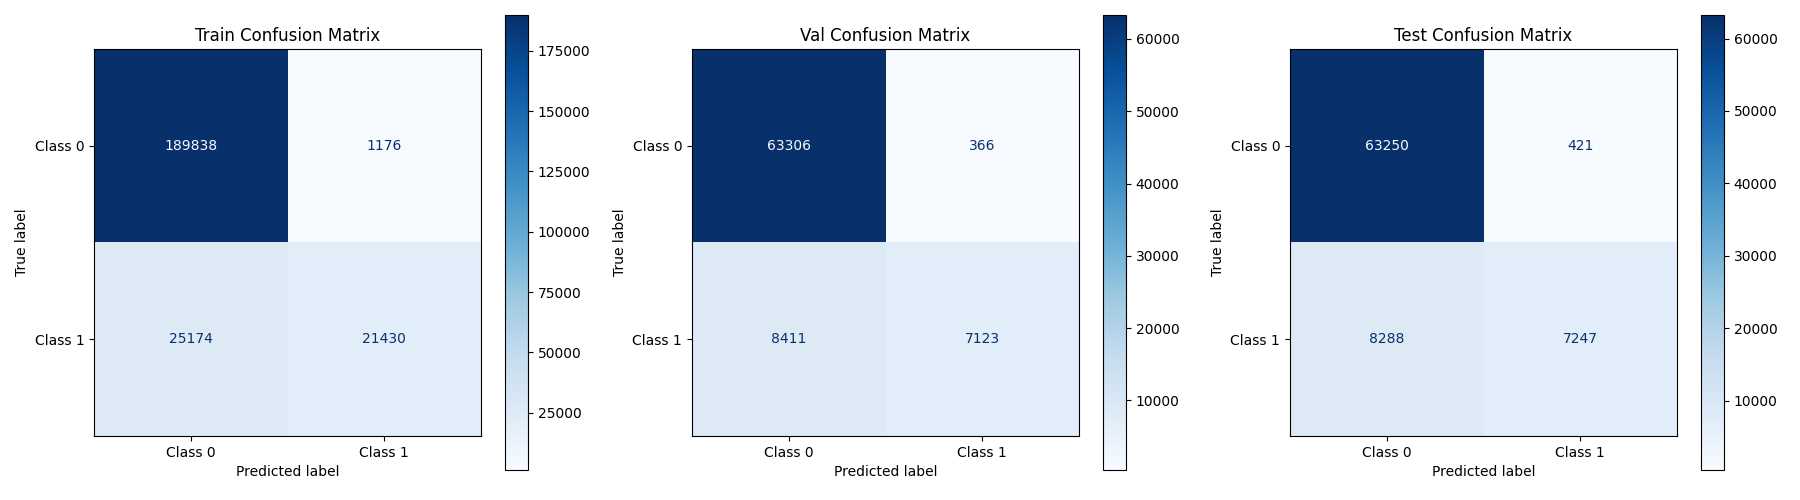 Train Confusion Matrix
True label
Class 0
Class 1
189838
1176
25174
21430
Class 0
Class 1
Predicted label
175000
150000
125000
100000
75000
50000
25000
Val Confusion Matrix
True label
Class 0
Class 1
63306
366
8411
7123
Class 0
Class 1
Predicted label
60000
50000
40000
30000
20000
10000
Test Confusion Matrix
True label
Class 0
Class 1
63250
421
8288
7247
Class 0
Class 1
Predicted label
60000
50000
40000
30000
20000
10000